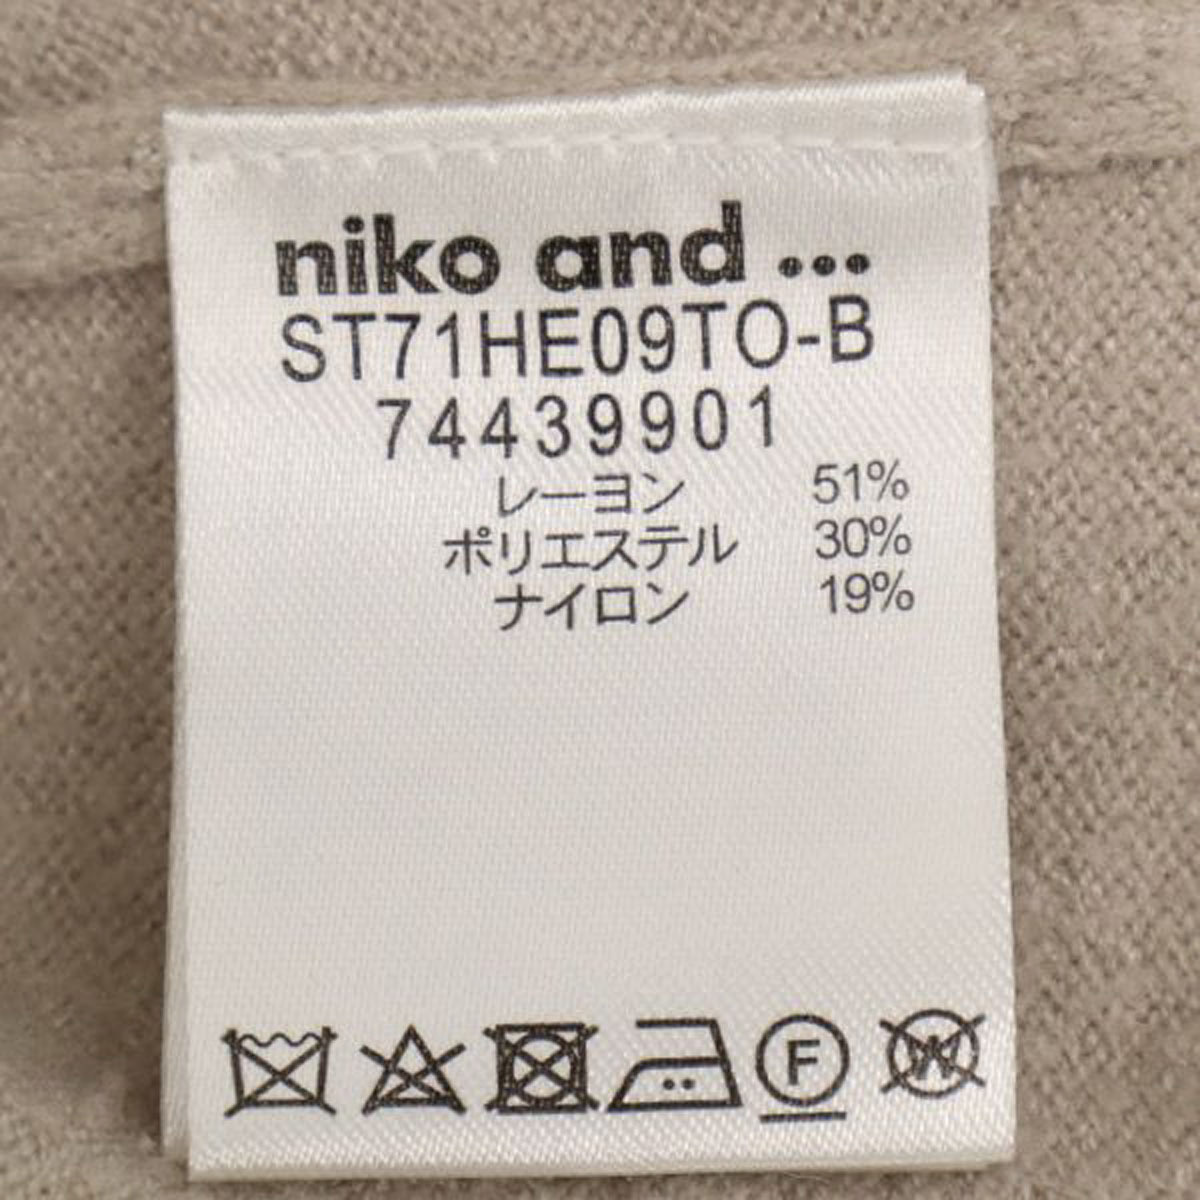 niko and ...
ST71HE09TO-B
74439901
レーヨン 51%
ポリエステル 30%
ナイロン 19%
F W